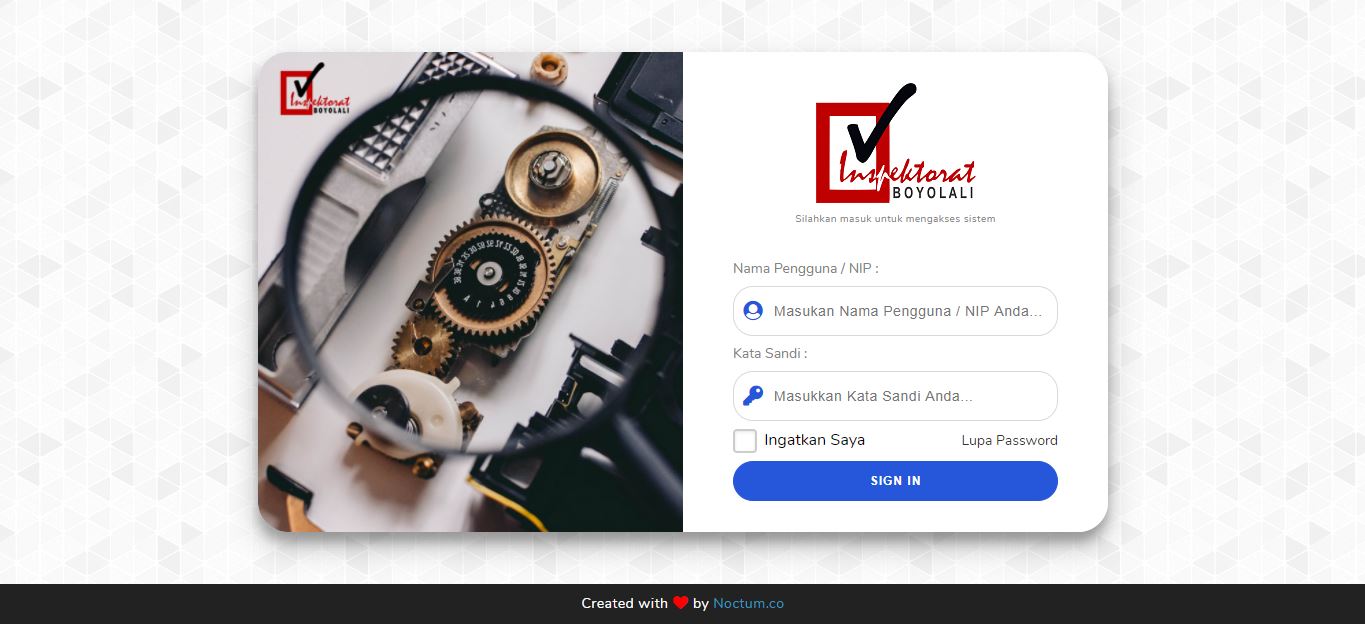 Inspektorat
BOYOLALI
Inspektorat
BOYOLALI
Silahkan masuk untuk mengakses sistem
Nama Pengguna / NIP :
Masukan Nama Pengguna / NIP Anda...
Kata Sandi :
Masukkan Kata Sandi Anda...
Ingatkan Saya
Lupa Password
SIGN IN
Created with ❤ by Noctum.co